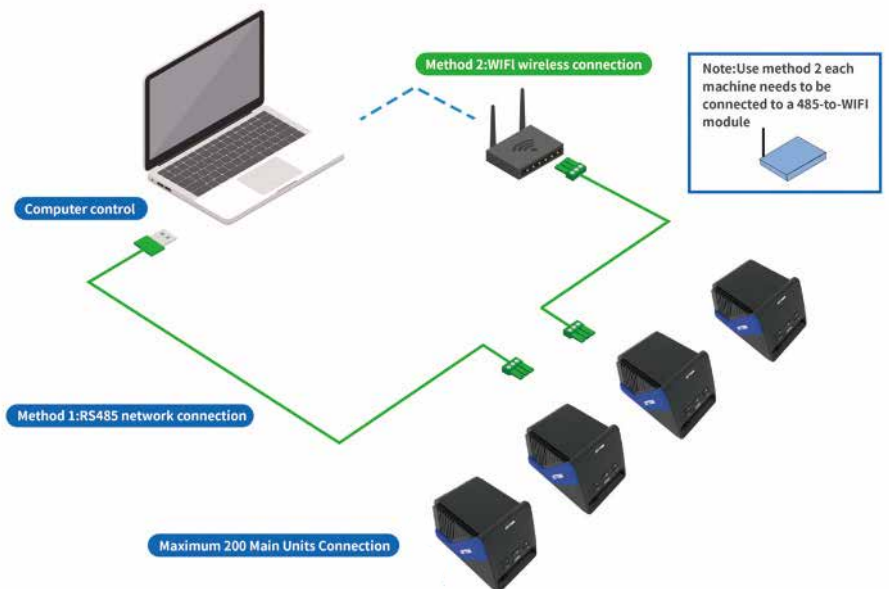 Method 2:WIFI wireless connection
Note:Use method 2 each
machine needs to be
connected to a 485-to-WIFI
module
Computer control
Method 1:RS485 network connection
Maximum 200 Main Units Connection